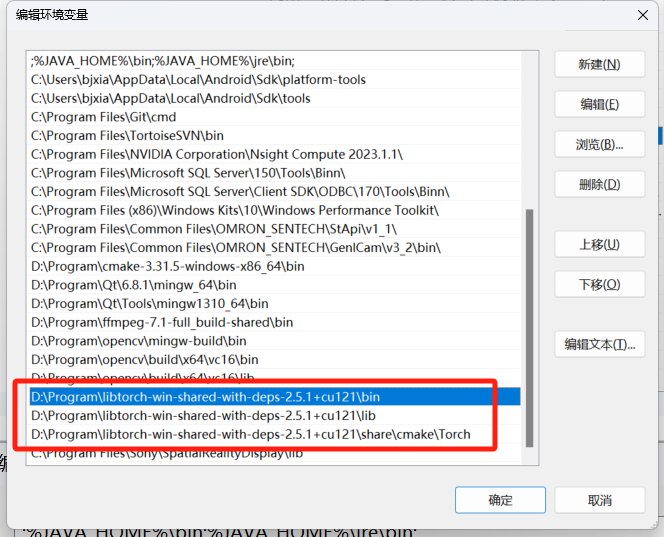 编辑环境变量
;%JAVA_HOME%\bin;%JAVA_HOME%\jre\bin;
C:\Users\bjxia\AppData\Local\Android\Sdk\platform-tools
C:\Users\bjxia\AppData\Local\Android\Sdk\tools
C:\Program Files\Git\cmd
C:\Program Files\TortoiseSVN\bin
C:\Program Files\NVIDIA Corporation\Nsight Compute 2023.1.1\
C:\Program Files\Microsoft SQL Server\150\Tools\Binn\
C:\Program Files\Microsoft SQL Server\Client SDK\ODBC\170\Tools\Binn\
C:\Program Files (x86)\Windows Kits\10\Windows Performance Toolkit\
C:\Program Files\Common Files\OMRON_SENTECH\StApi\v1_1\
C:\Program Files\Common Files\OMRON_SENTECH\GenICam\v3_2\bin\
D:\Program\cmake-3.31.5-windows-x86_64\bin
D:\Program\Qt\6.8.1\mingw_64\bin
D:\Program\Qt\Tools\mingw1310_64\bin
D:\Program\ffmpeg-7.1-full_build-shared\bin
D:\Program\opencv\mingw-build\bin
D:\Program\opencv\build\x64\vc16\bin
D:\Program\opencv\build\x64\vc16\lib
D:\Program\libtorch-win-shared-with-deps-2.5.1+cu121\bin
D:\Program\libtorch-win-shared-with-deps-2.5.1+cu121\lib
D:\Program\libtorch-win-shared-with-deps-2.5.1+cu121\share\cmake\Torch
C:\Program Files\Sony\SpatialRealityDisplay\lib
新建(N)
编辑(E)
浏览(B)...
删除(D)
上移(U)
下移(O)
编辑文本(T)...
确定
取消
编
;%JAVA_HOME%\bin;%JAVA_HOME%\jre\bin;